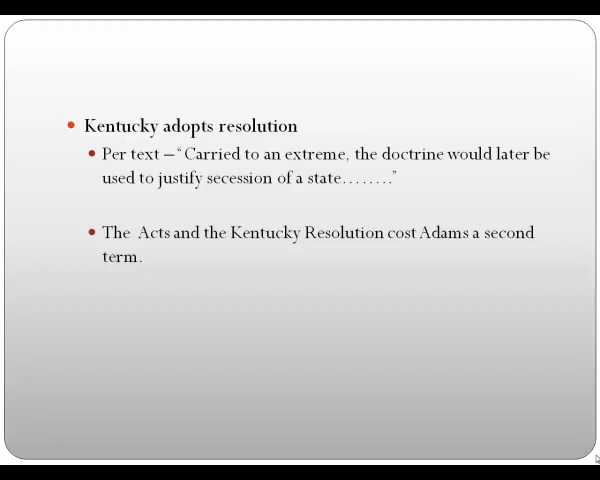 Kentucky adopts resolution
Per text – “Carried to an extreme, the doctrine would later be
used to justify secession of a state……..”
The  Acts and the Kentucky Resolution cost Adams a second
term.